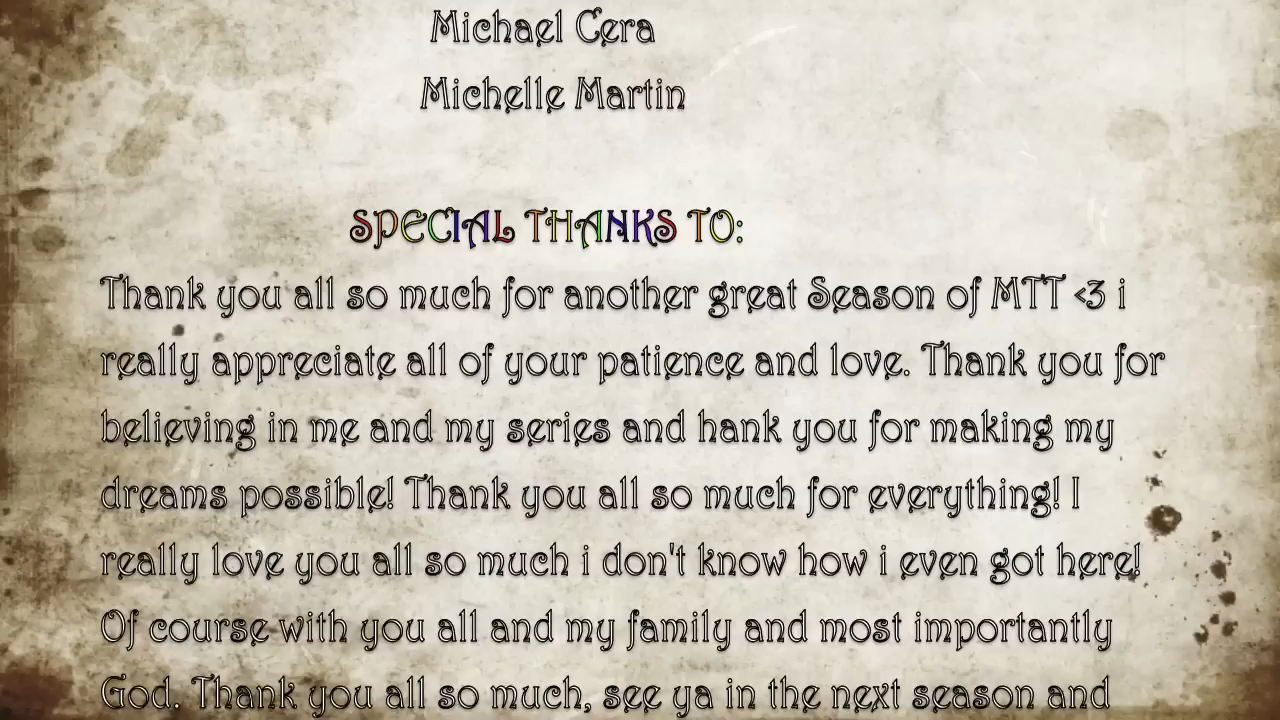 Michael Cera
Michelle Martin
SPECIAL THANKS TO:
Thank you all so much for another great Season of MTT <3 i
really appreciate all of your patience and love. Thank you for
believing in me and my series and hank you for making my
dreams possible! Thank you all so much for everything! I
really love you all so much i don't know how i even got here!
Of course with you all and my family and most importantly
God. Thank you all so much, see ya in the next season and